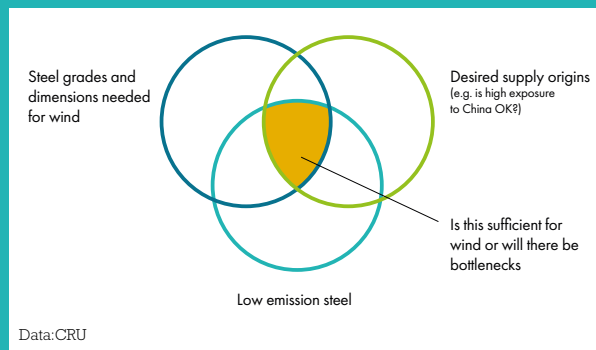 Steel grades and
dimensions needed
for wind
Desired supply origins
(e.g. is high exposure
to China OK?)
Is this sufficient for
wind or will there be
bottlenecks
Low emission steel
Data:CRU